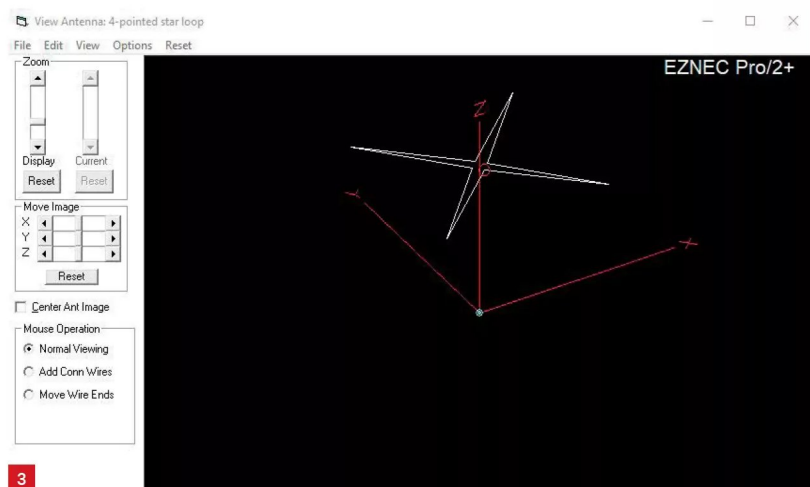 View Antenna: 4-pointed star loop
File Edit View Options Reset
EZNEC Pro/2+
Zoom
Display Current
Reset Reset
Move Image
X
Y
Z
Reset
Center Ant Image
Mouse Operation
Normal Viewing
Add Conn Wires
Move Wire Ends
Z
Y
X
3